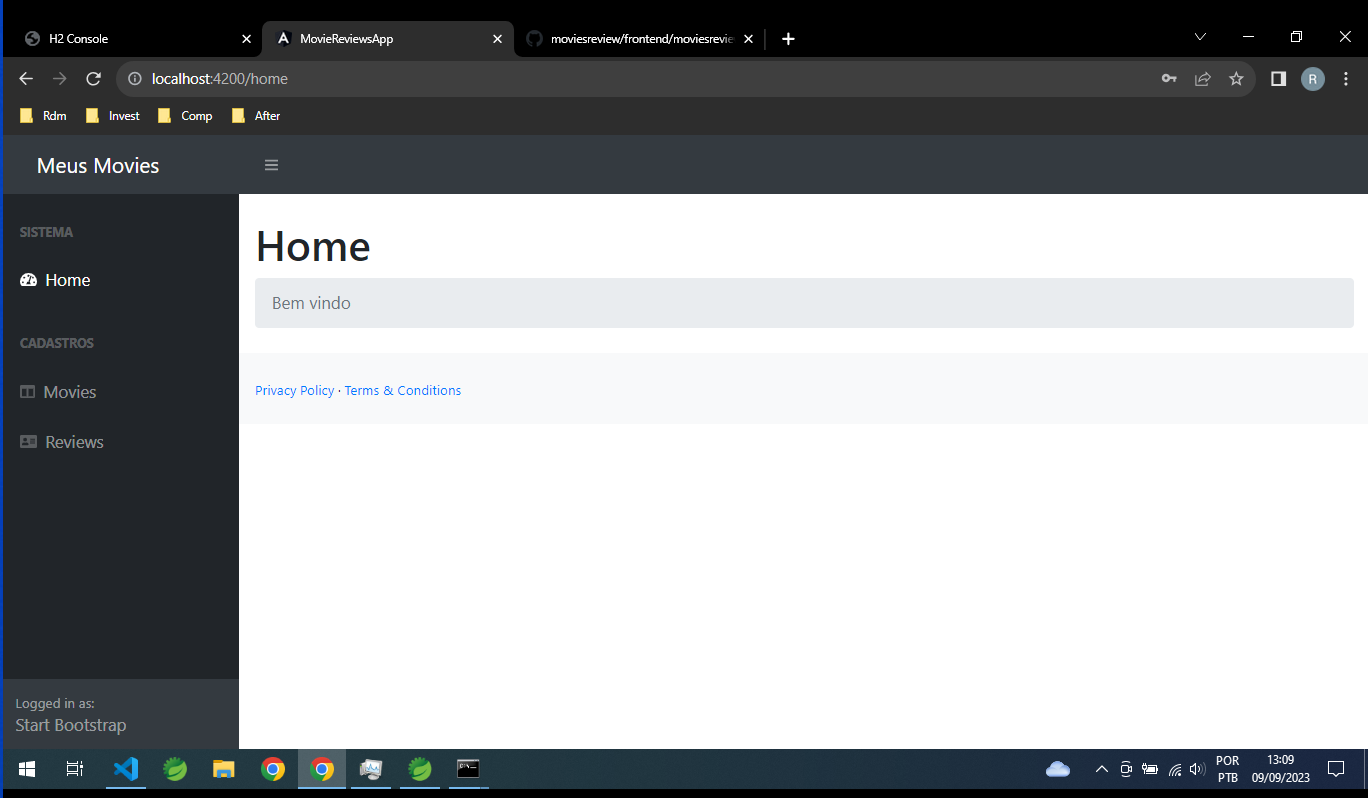 H2 Console
MovieReviewsApp
moviesreview/frontend/moviesrevie
localhost:4200/home
R
Rdm
Invest
Comp
After
Meus Movies
SISTEMA
Home
CADASTROS
Movies
Reviews
Home
Bem vindo
Privacy Policy · Terms & Conditions
Logged in as:
Start Bootstrap
POR
PTB
13:09
09/09/2023